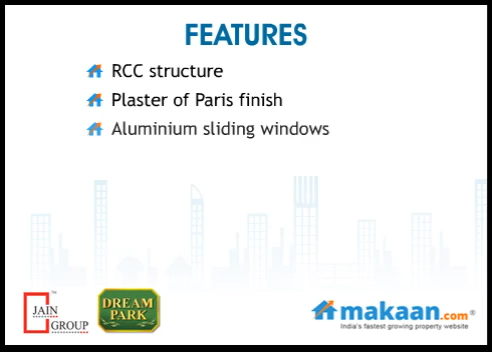 FEATURES
RCC structure
Plaster of Paris finish
Aluminium sliding windows
JAIN
GROUP
™
DREAM
PARK
makaan.com®
India's fastest growing property website